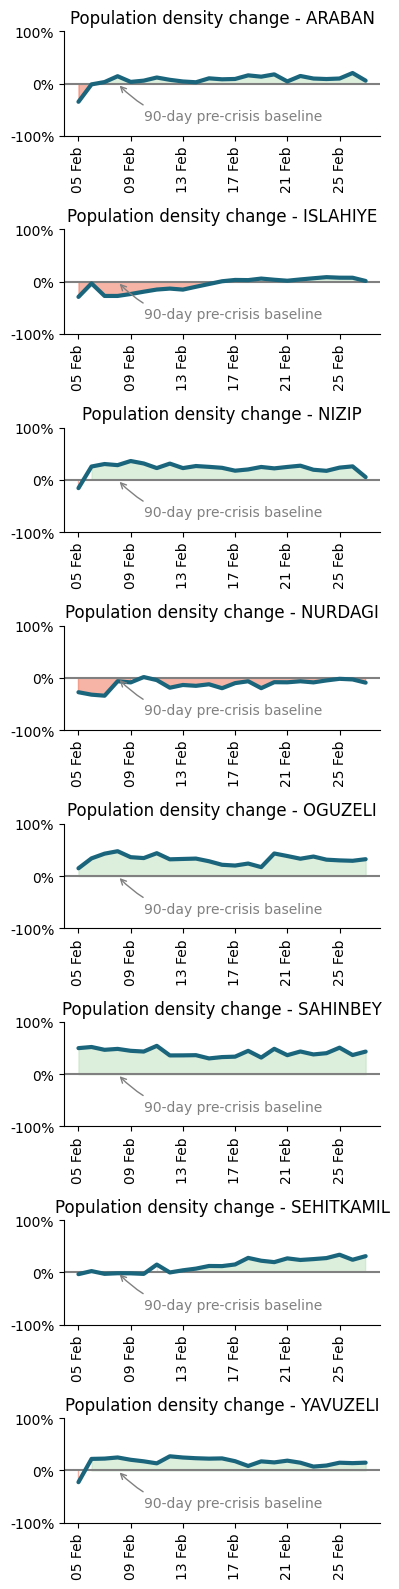 Population density change - ARABAN
100%
0%
90-day pre-crisis baseline
-100%
05 Feb
09 Feb
13 Feb
17 Feb
21 Feb
25 Feb
Population density change - ISLAHIYE
100%
0%
90-day pre-crisis baseline
-100%
05 Feb
09 Feb
13 Feb
17 Feb
21 Feb
25 Feb
Population density change - NIZIP
100%
0%
90-day pre-crisis baseline
-100%
05 Feb
09 Feb
13 Feb
17 Feb
21 Feb
25 Feb
Population density change - NURDAGI
100%
0%
90-day pre-crisis baseline
-100%
05 Feb
09 Feb
13 Feb
17 Feb
21 Feb
25 Feb
Population density change - OGUZELI
100%
0%
90-day pre-crisis baseline
-100%
05 Feb
09 Feb
13 Feb
17 Feb
21 Feb
25 Feb
Population density change - SAHINBEY
100%
0%
90-day pre-crisis baseline
-100%
05 Feb
09 Feb
13 Feb
17 Feb
21 Feb
25 Feb
Population density change - SEHITKAMIL
100%
0%
90-day pre-crisis baseline
-100%
05 Feb
09 Feb
13 Feb
17 Feb
21 Feb
25 Feb
Population density change - YAVUZELI
100%
0%
90-day pre-crisis baseline
-100%
05 Feb
09 Feb
13 Feb
17 Feb
21 Feb
25 Feb